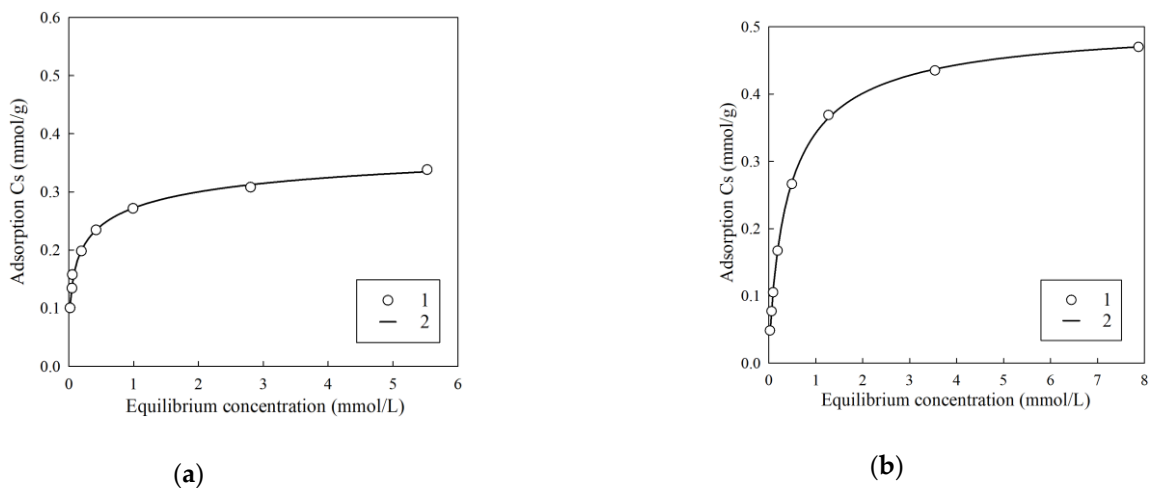 0.6
0.5
0.4
0.3
0.2
0.1
0.0
Adsorption Cs (mmol/g)
1
2
0 1 2 3 4 5 6
Equilibrium concentration (mmol/L)
(a)
0.5
0.4
0.3
0.2
0.1
0.0
Adsorption Cs (mmol/g)
1
2
0 1 2 3 4 5 6 7 8
Equilibrium concentration (mmol/L)
(b)